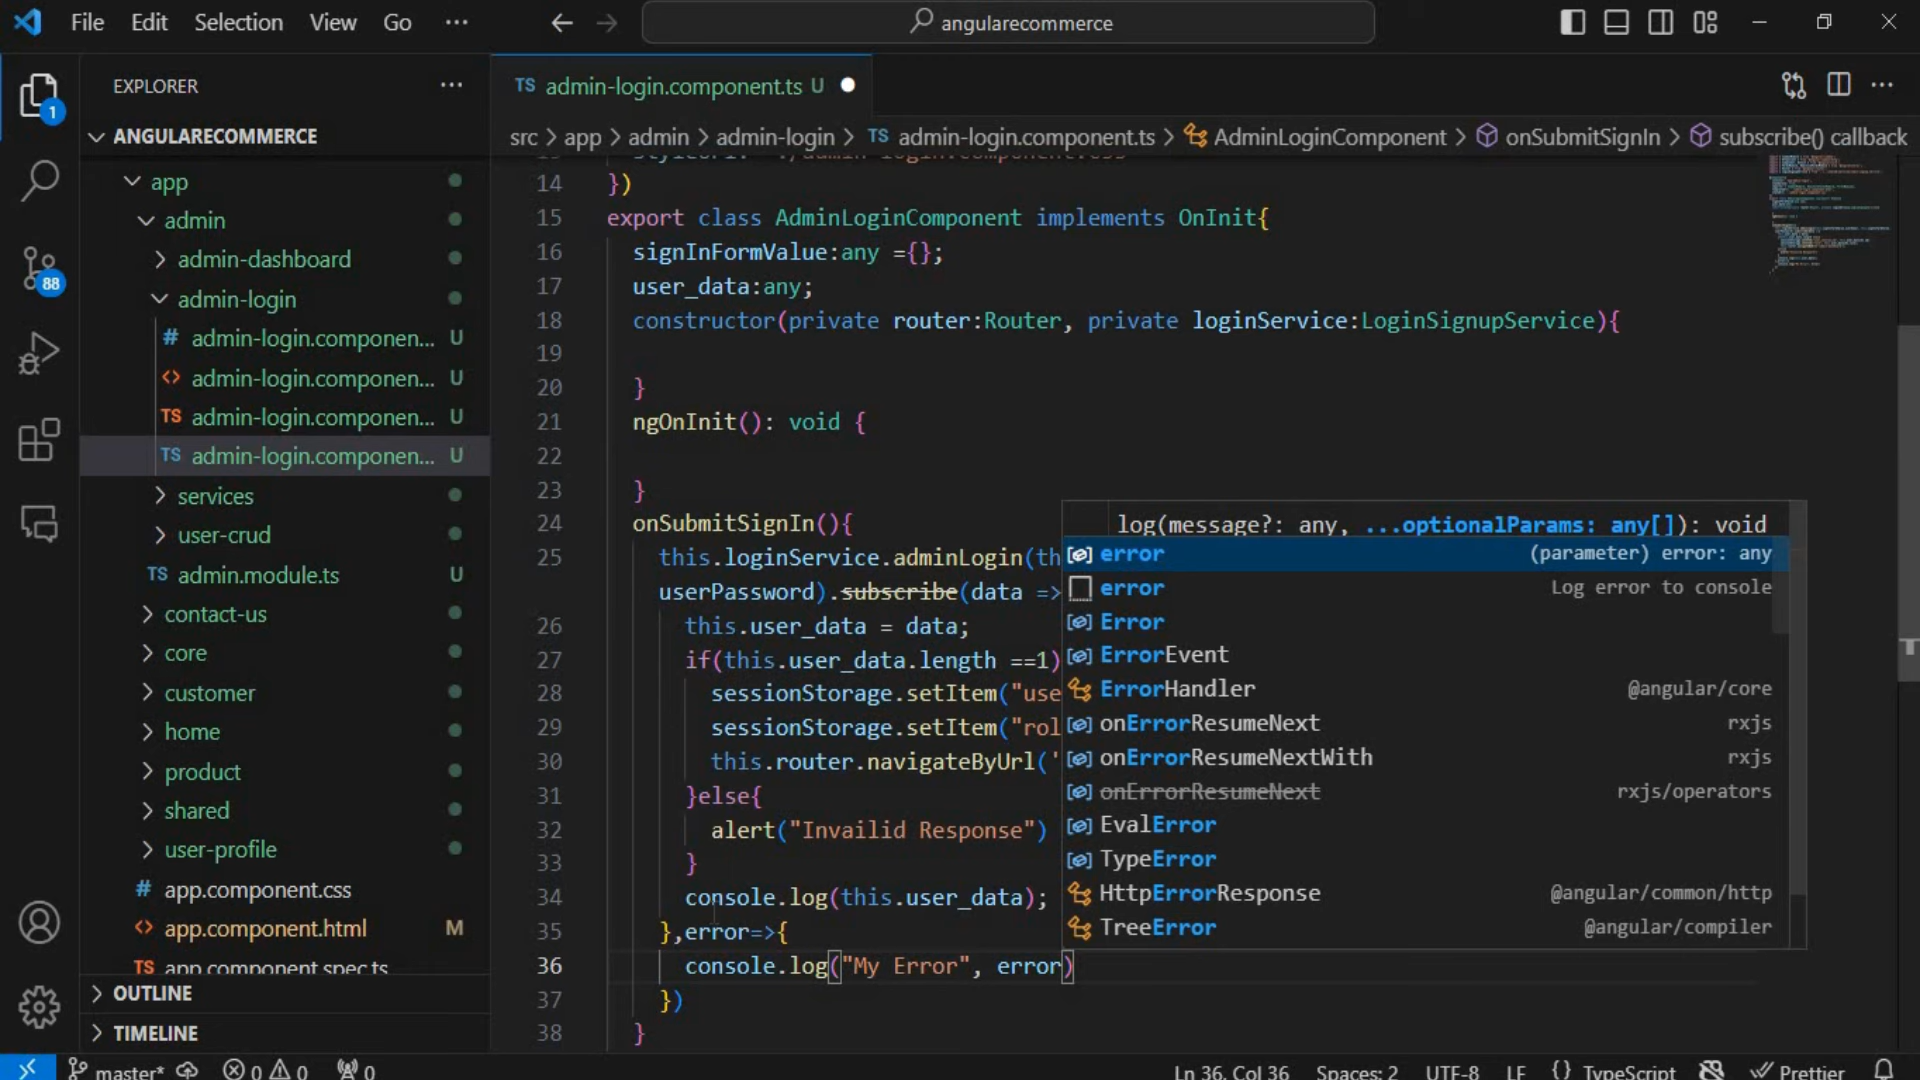 File Edit Selection View Go ...
angularecommerce
EXPLORER ...
ANGULARECOMMERCE
app
admin
admin-dashboard
admin-login
# admin-login.componen... U
<> admin-login.componen... U
TS admin-login.componen... U
TS admin-login.componen... U
services
user-crud
TS admin.module.ts U
contact-us
core
customer
home
product
shared
user-profile
# app.component.css
<> app.component.html M
TS app.component.spec.ts
OUTLINE
TIMELINE
1
88
TS admin-login.component.ts U
src > app > admin > admin-login > TS admin-login.component.ts > AdminLoginComponent > onSubmitSignIn > subscribe() callback
14 })
15 export class AdminLoginComponent implements OnInit{
16 signInFormValue:any ={};
17 user_data:any;
18 constructor(private router:Router, private loginService:LoginSignupService){
19
20 }
21 ngOnInit(): void {
22
23 }
24 onSubmitSignIn(){
25 this.loginService.adminLogin(th
userPassword).subscribe(data =>
26 this.user_data = data;
27 if(this.user_data.length ==1)
28 sessionStorage.setItem("use
29 sessionStorage.setItem("rol
30 this.router.navigateByUrl('
31 }else{
32 alert("Invailid Response")
33 }
34 console.log(this.user_data);
35 },error=>{
36 console.log("My Error", error)
37 })
38 }
log(message?: any, ...optionalParams: any[]): void
error (parameter) error: any
error Log error to console
Error
ErrorEvent
ErrorHandler @angular/core
onErrorResumeNext rxjs
onErrorResumeNextWith rxjs
onErrorResumeNext rxjs/operators
EvalError
TypeError
HttpErrorResponse @angular/common/http
TreeError @angular/compiler
master* 0 0 0 Ln 36, Col 36 Spaces: 2 UTF-8 LF {} TypeScript Prettier